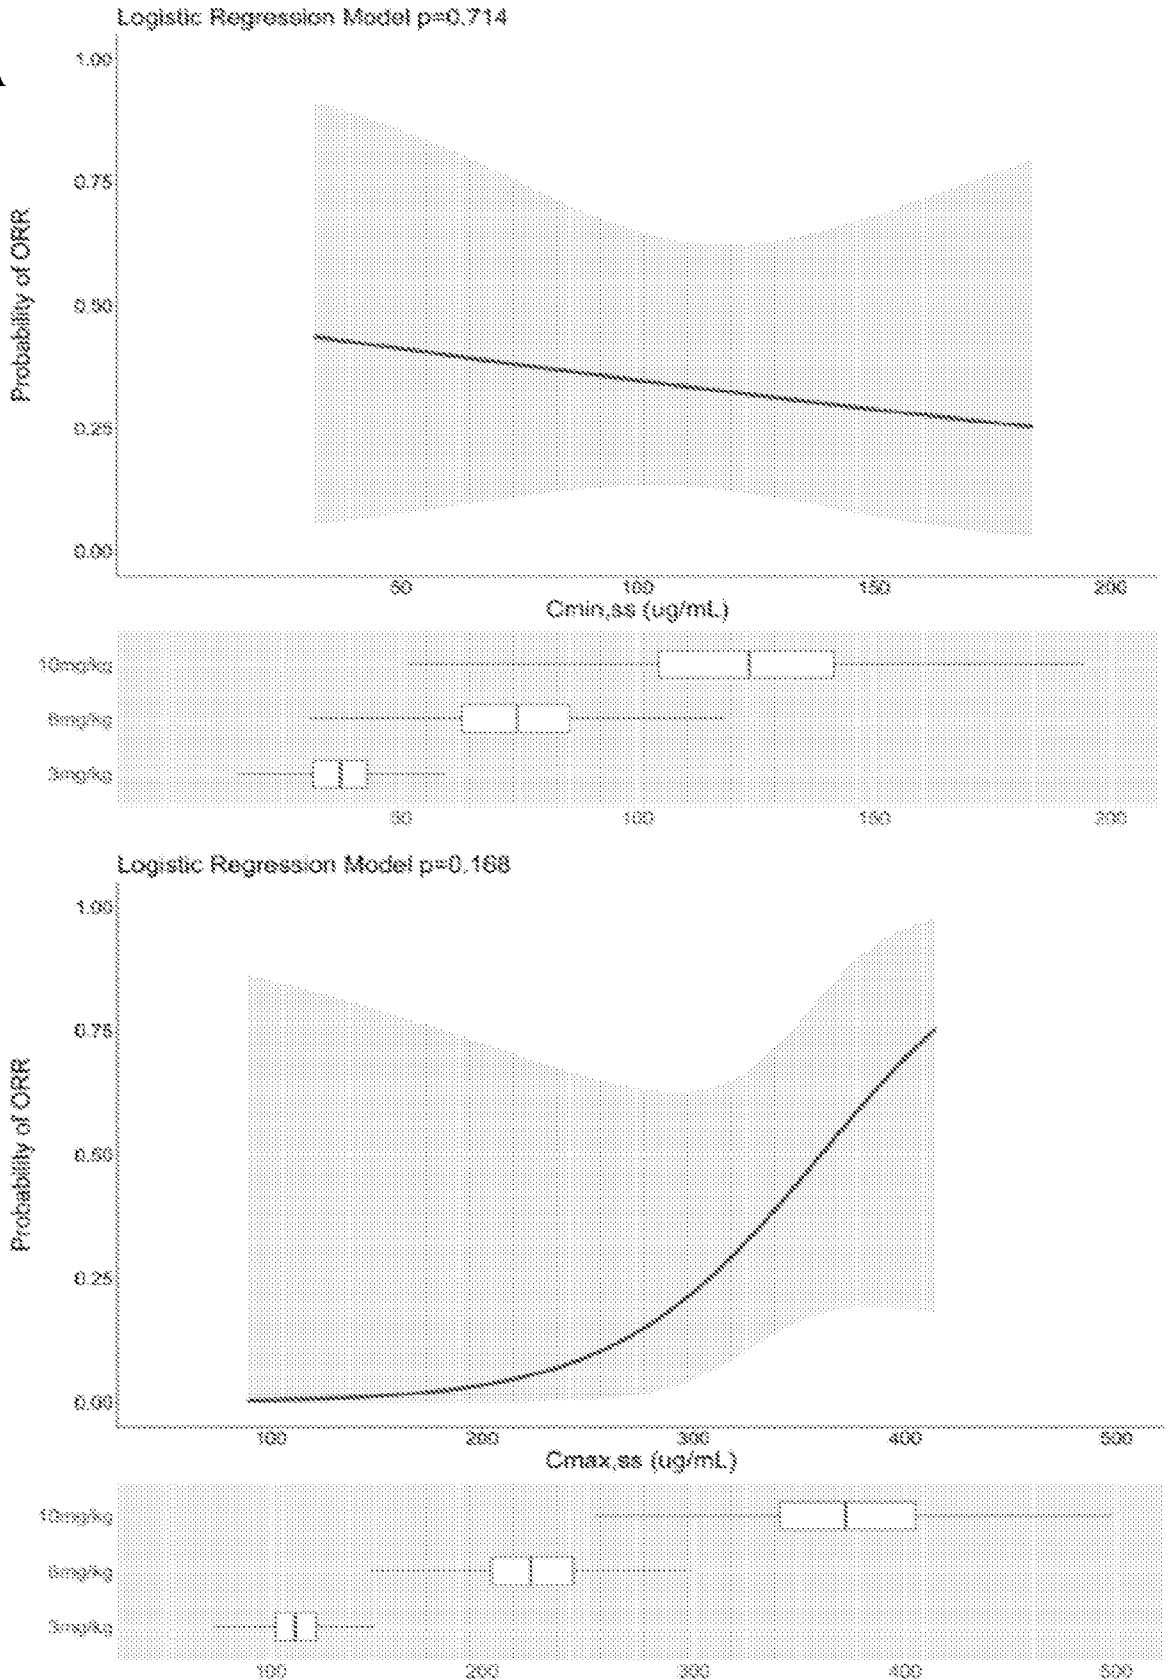 Logistic Regression Model p=0.714
A
1.00
0.75
0.50
0.25
0.00
Probability of ORR
50 100 150 200
Cmin,ss (ug/mL)
10mg/kg
6mg/kg
3mg/kg
50 100 150 200
Logistic Regression Model p=0.168
1.00
0.75
0.50
0.25
0.00
Probability of ORR
100 200 300 400 500
Cmax,ss (ug/mL)
10mg/kg
6mg/kg
3mg/kg
100 200 300 400 500